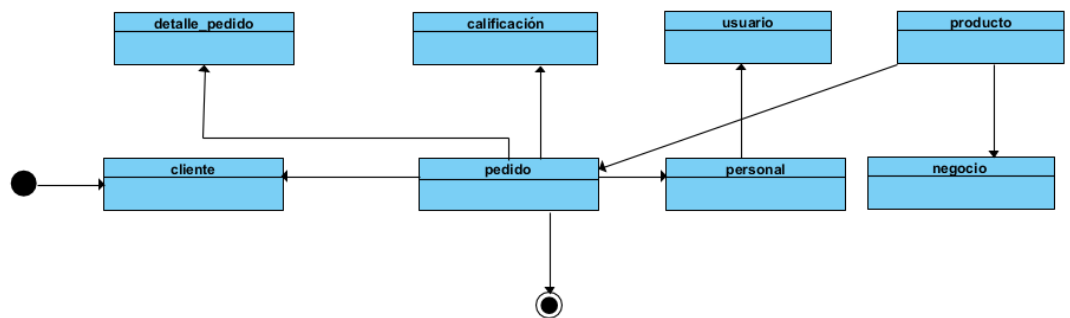 detalle_pedido
calificación
usuario
producto
cliente
pedido
personal
negocio